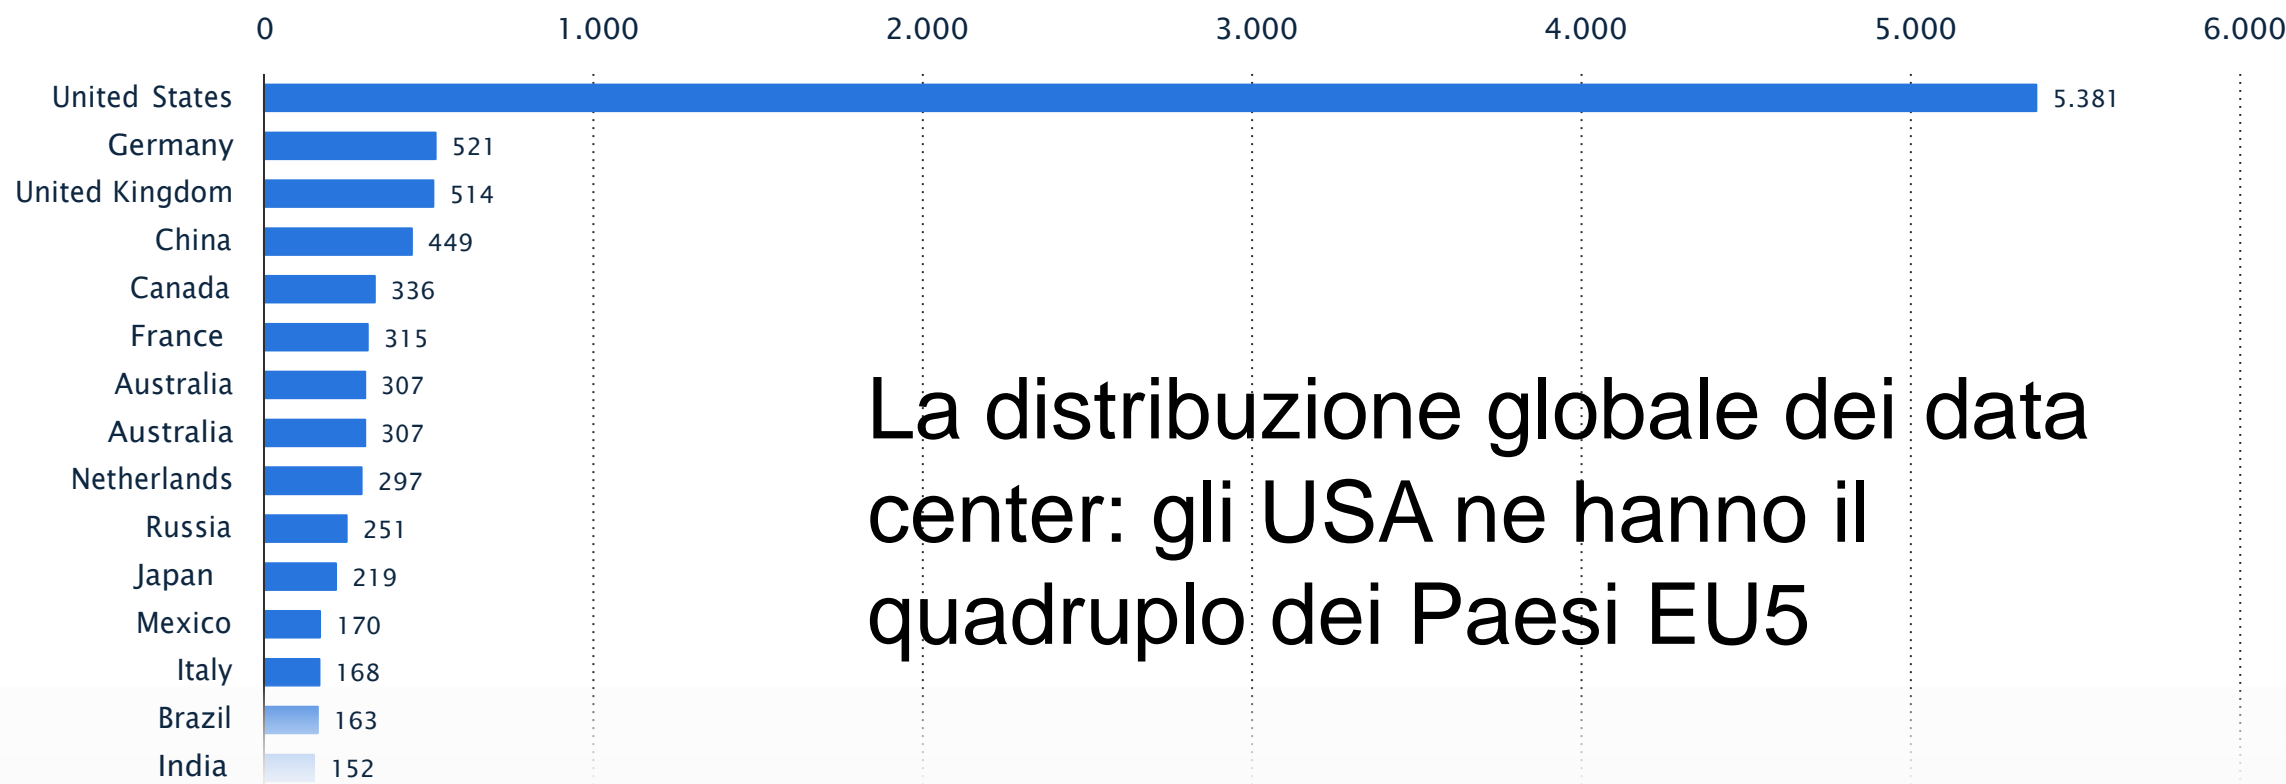 0 1.000 2.000 3.000 4.000 5.000 6.000
United States 5.381
Germany 521
United Kingdom 514
China 449
Canada 336
France 315
Australia 307
Australia 307
Netherlands 297
Russia 251
Japan 219
Mexico 170
Italy 168
Brazil 163
India 152
La distribuzione globale dei data
center: gli USA ne hanno il
quadruplo dei Paesi EU5